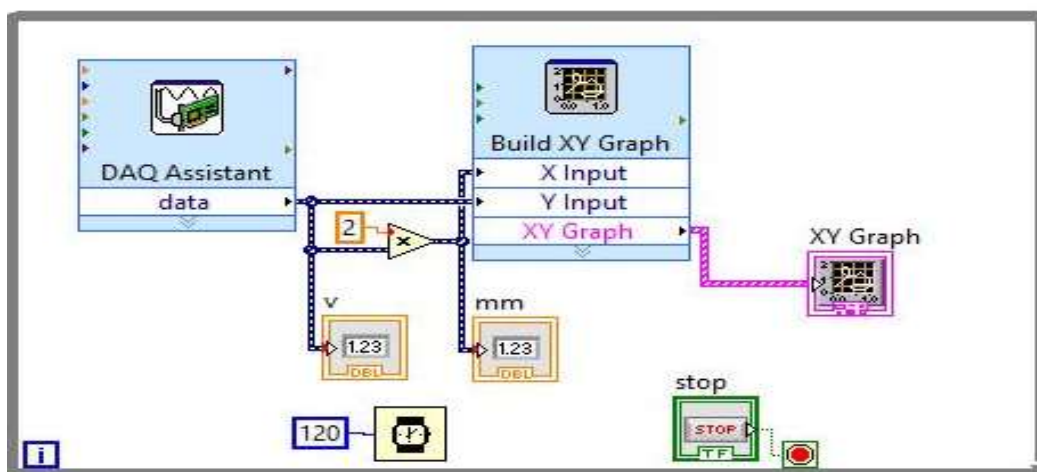 DAQ Assistant
data
Build XY Graph
X Input
Y Input
XY Graph
2
XY Graph
v
1.23
DBL
mm
1.23
DBL
120
stop
STOP
TF
i